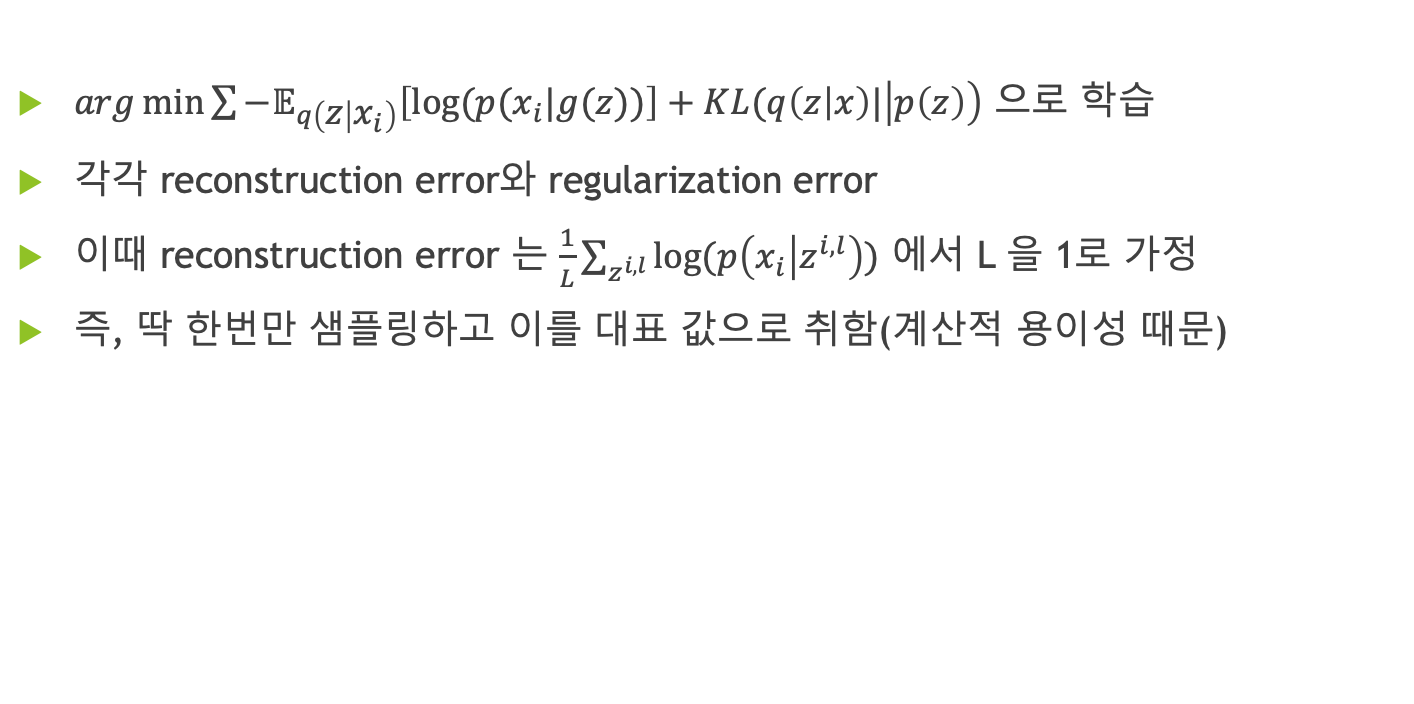 ▶ arg min ∑ −𝔼_{q(z|x_i)}[log(p(x_i|g(z))] + KL(q(z|x)||p(z)) 으로 학습
▶ 각각 reconstruction error와 regularization error
▶ 이때 reconstruction error 는 \frac{1}{L}∑_{z^{i,l}} log(p(x_i|z^{i,l})) 에서 L 을 1로 가정
▶ 즉, 딱 한번만 샘플링하고 이를 대표 값으로 취함(계산적 용이성 때문)